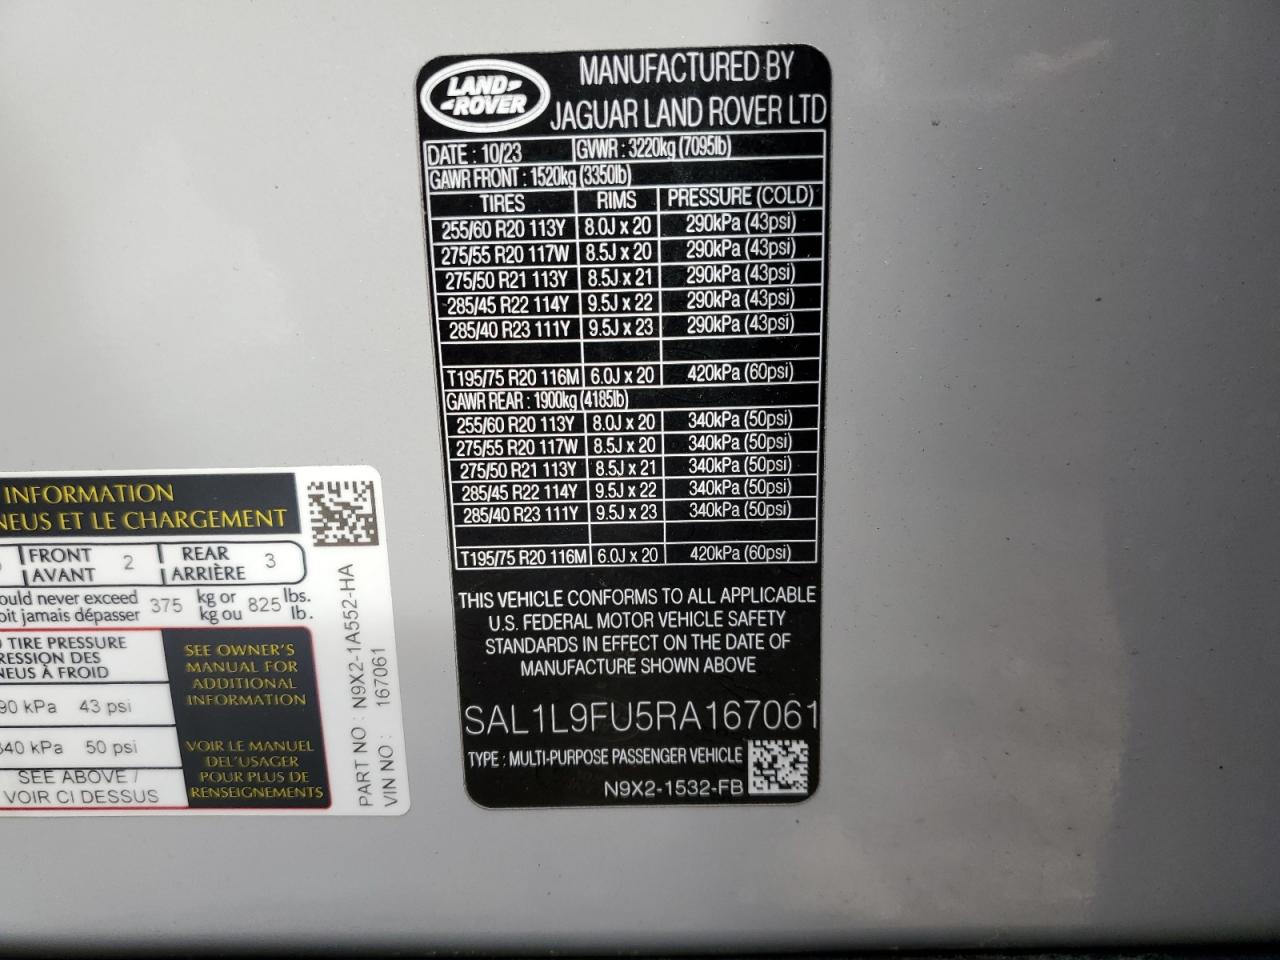 LAND
ROVER
MANUFACTURED BY
JAGUAR LAND ROVER LTD
DATE : 10/23 GVWR : 3220kg (7095lb)
GAWR FRONT : 1520kg (3350lb)
TIRES RIMS PRESSURE (COLD)
255/60 R20 113Y 8.0J x 20 290kPa (43psi)
275/55 R20 117W 8.5J x 20 290kPa (43psi)
275/50 R21 113Y 8.5J x 21 290kPa (43psi)
285/45 R22 114Y 9.5J x 22 290kPa (43psi)
285/40 R23 111Y 9.5J x 23 290kPa (43psi)
T195/75 R20 116M 6.0J x 20 420kPa (60psi)
GAWR REAR : 1900kg (4185lb)
255/60 R20 113Y 8.0J x 20 340kPa (50psi)
275/55 R20 117W 8.5J x 20 340kPa (50psi)
275/50 R21 113Y 8.5J x 21 340kPa (50psi)
285/45 R22 114Y 9.5J x 22 340kPa (50psi)
285/40 R23 111Y 9.5J x 23 340kPa (50psi)
T195/75 R20 116M 6.0J x 20 420kPa (60psi)
THIS VEHICLE CONFORMS TO ALL APPLICABLE
U.S. FEDERAL MOTOR VEHICLE SAFETY
STANDARDS IN EFFECT ON THE DATE OF
MANUFACTURE SHOWN ABOVE
SAL1L9FU5RA167061
TYPE : MULTI-PURPOSE PASSENGER VEHICLE
N9X2-1532-FB
INFORMATION
NEUS ET LE CHARGEMENT
FRONT 2 REAR 3
AVANT ARRIÈRE
ould never exceed 375 kg or 825 lbs.
oit jamais dépasser kg ou lb.
TIRE PRESSURE
RESSION DES
NEUS À FROID
90 kPa 43 psi
340 kPa 50 psi
SEE ABOVE /
VOIR CI DESSUS
SEE OWNER'S
MANUAL FOR
ADDITIONAL
INFORMATION
VOIR LE MANUEL
DEL'USAGER
POUR PLUS DE
RENSEIGNEMENTS
PART NO : N9X2-1A552-HA
VIN NO : 167061